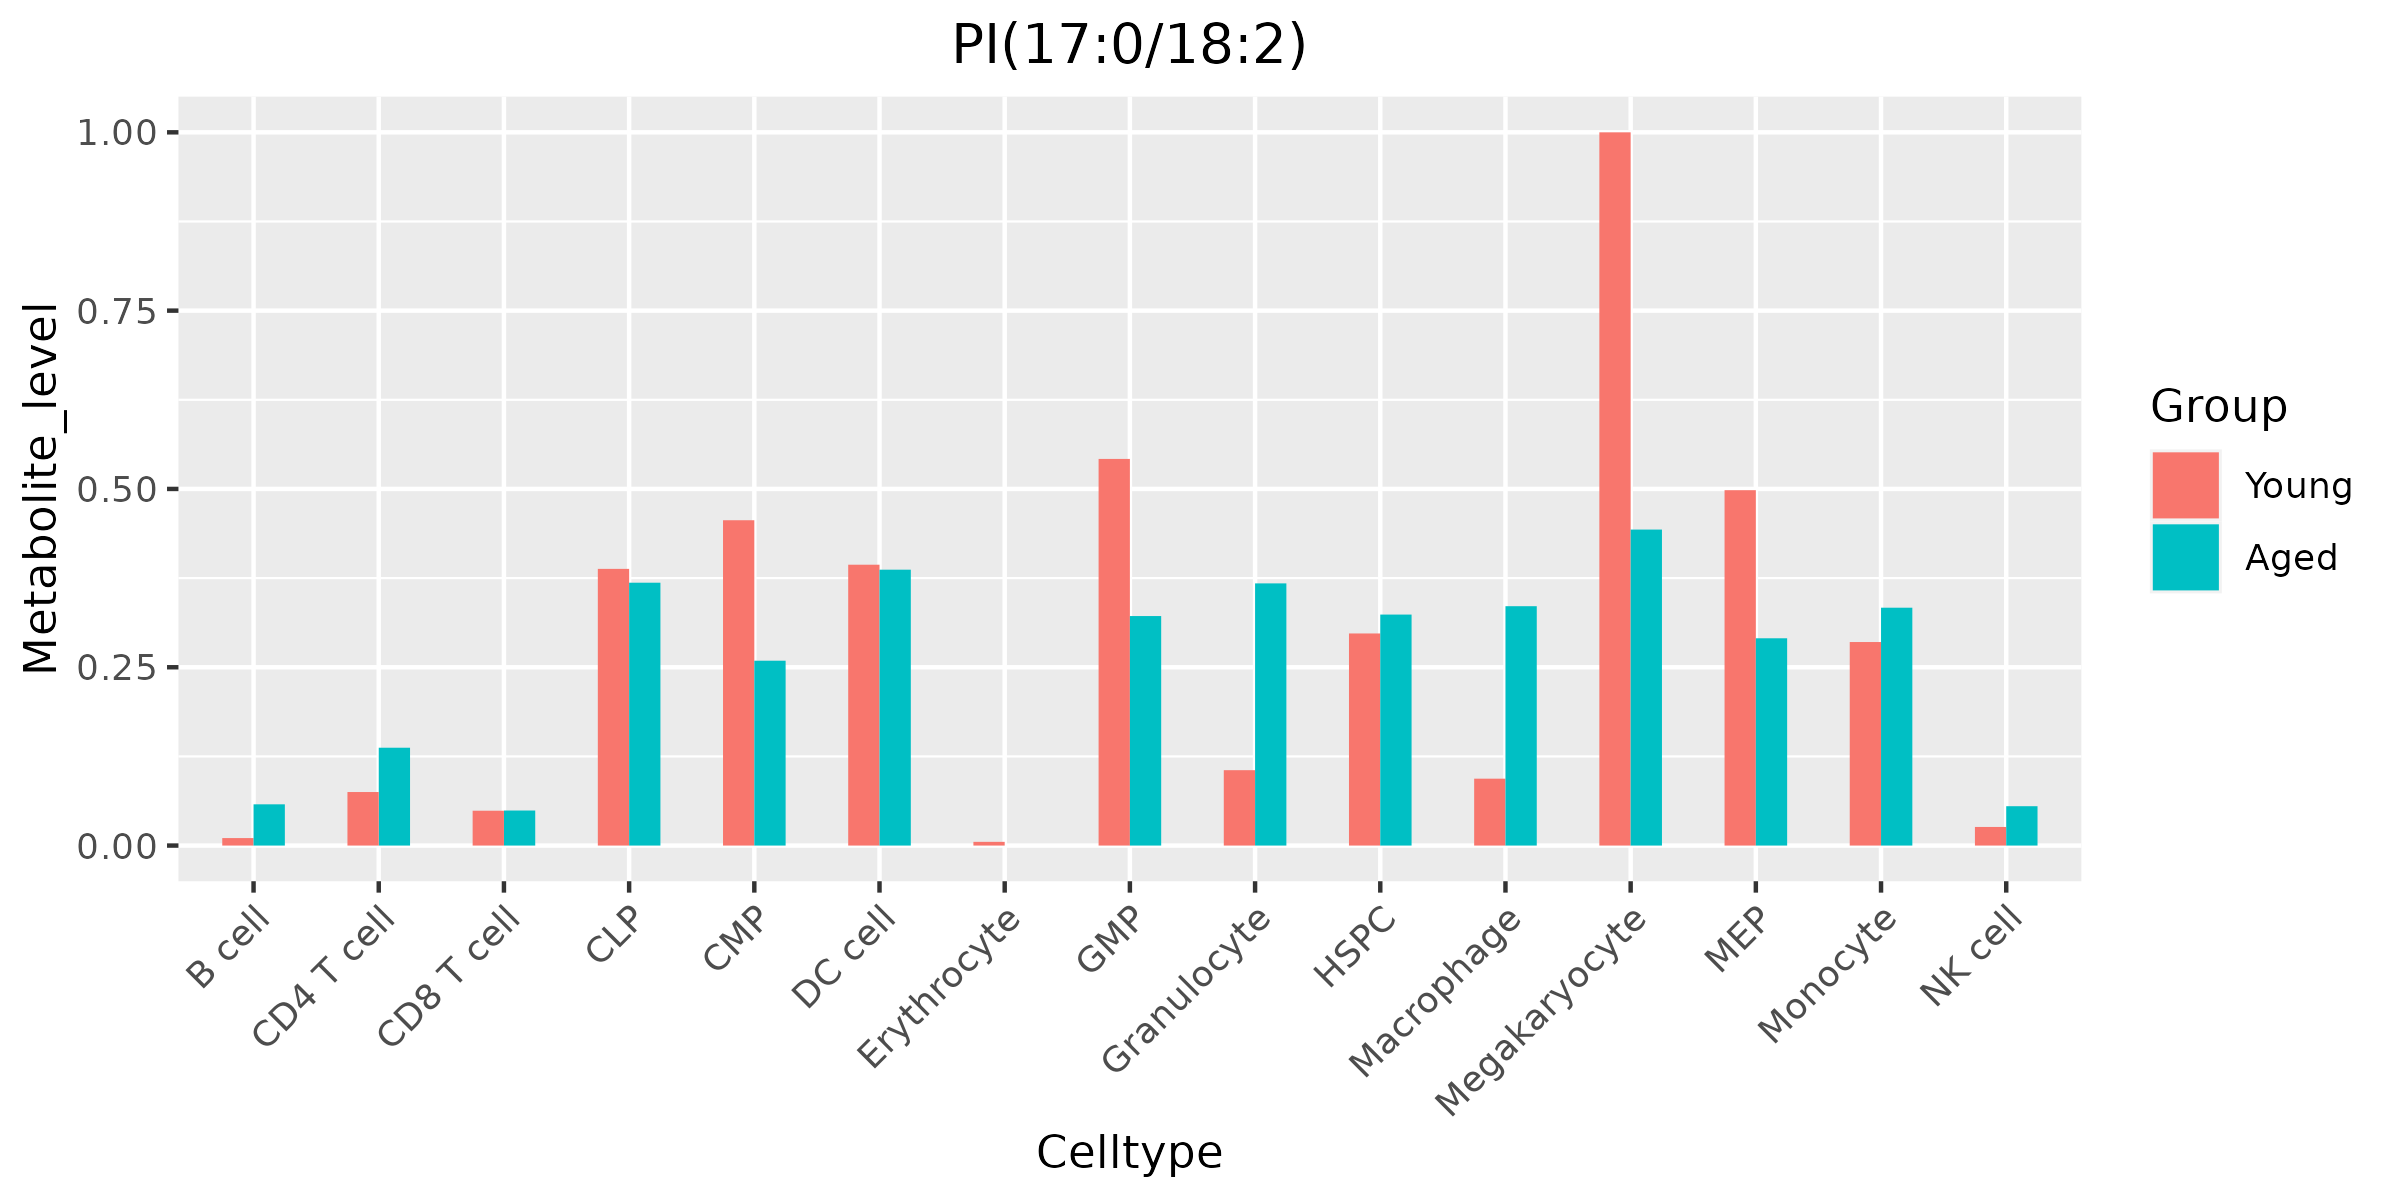 PI(17:0/18:2)
Metabolite_level
1.00
0.75
0.50
0.25
0.00
B cell
CD4 T cell
CD8 T cell
CLP
CMP
DC cell
Erythrocyte
GMP
Granulocyte
HSPC
Macrophage
Megakaryocyte
MEP
Monocyte
NK cell
Celltype
Group
Young
Aged